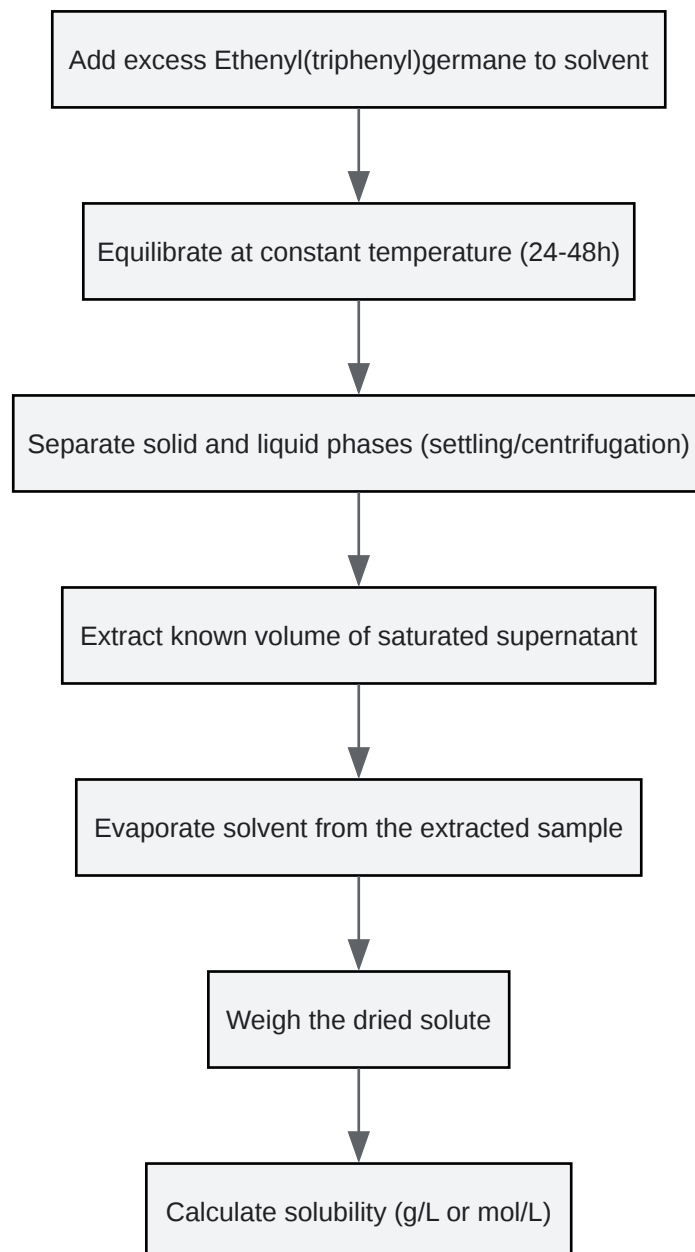 Add excess Ethenyl(triphenyl)germane to solvent
Equilibrate at constant temperature (24-48h)
Separate solid and liquid phases (settling/centrifugation)
Extract known volume of saturated supernatant
Evaporate solvent from the extracted sample
Weigh the dried solute
Calculate solubility (g/L or mol/L)